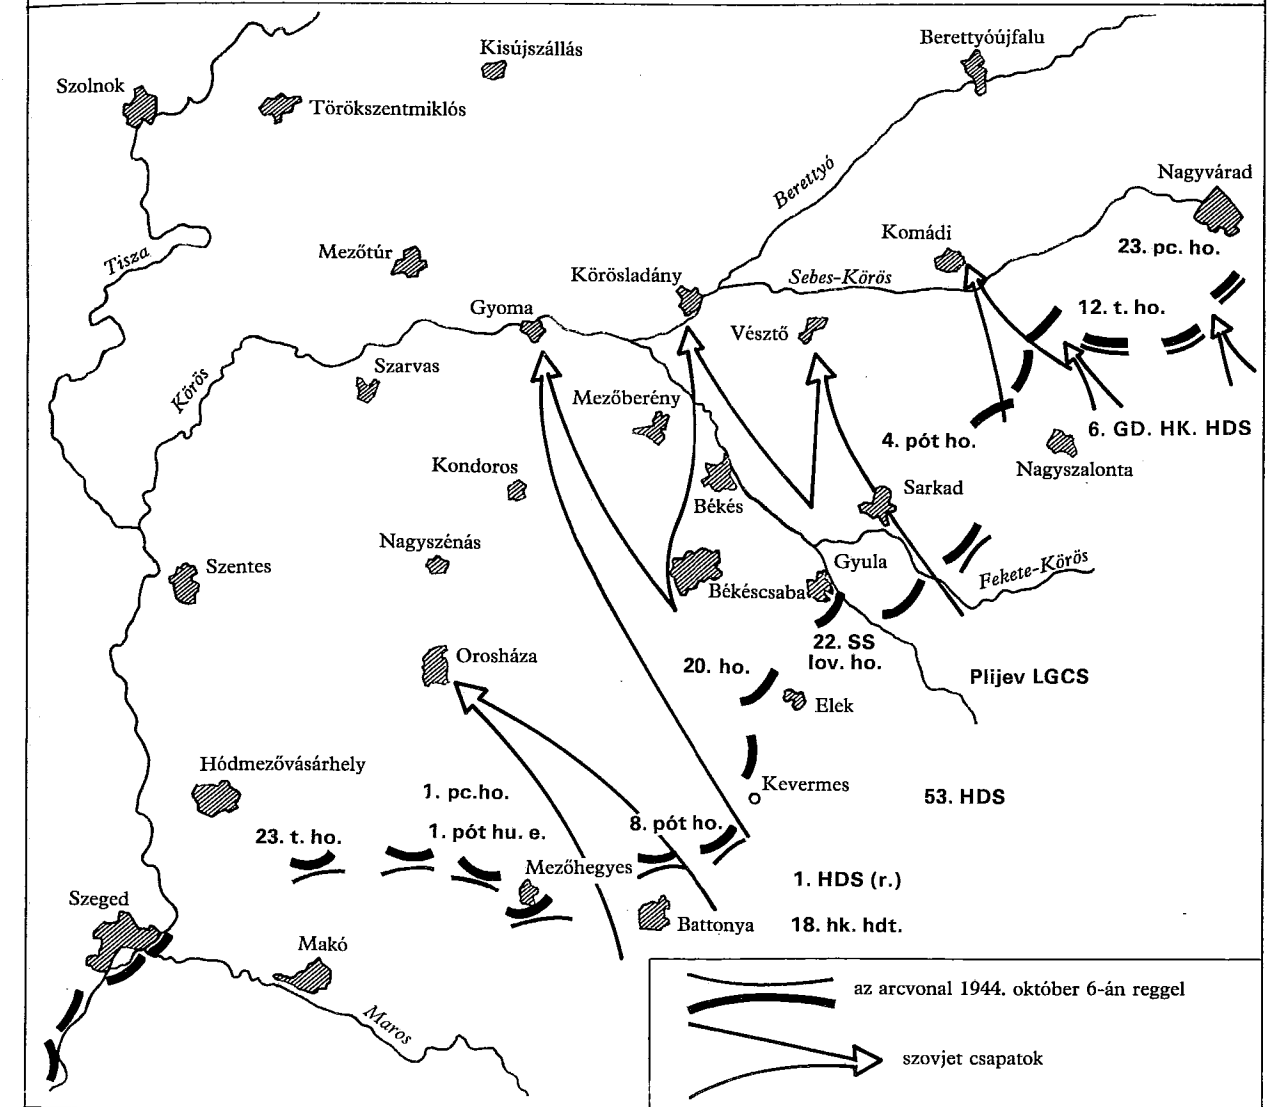 Kisújszállás
Berettyóújfalu
Szolnok
Törökszentmiklós
Berettyó
Nagyvárad
Komádi
23. pc. ho.
Tisza
Mezőtúr
Körösladány
Sebes-Körös
Gyoma
12. t. ho.
Vésztő
Szarvas
Körös
Mezőberény
4. pót ho.
6. GD. HK. HDS
Nagyszalonta
Kondoros
Békés
Sarkad
Nagyszénás
Szentes
Gyula
Fekete-Körös
Békéscsaba
22. SS
lov. ho.
Orosháza
20. ho.
Plijev LGCS
Elek
Hódmezővásárhely
1. pc.ho.
Kevermes
53. HDS
23. t. ho.
1. pót hu. e.
8. pót ho.
Mezőhegyes
1. HDS (r.)
Szeged
Battonya
18. hk. hdt.
Makó
Maros
az arcvonal 1944. október 6-án reggel
szovjet csapatok